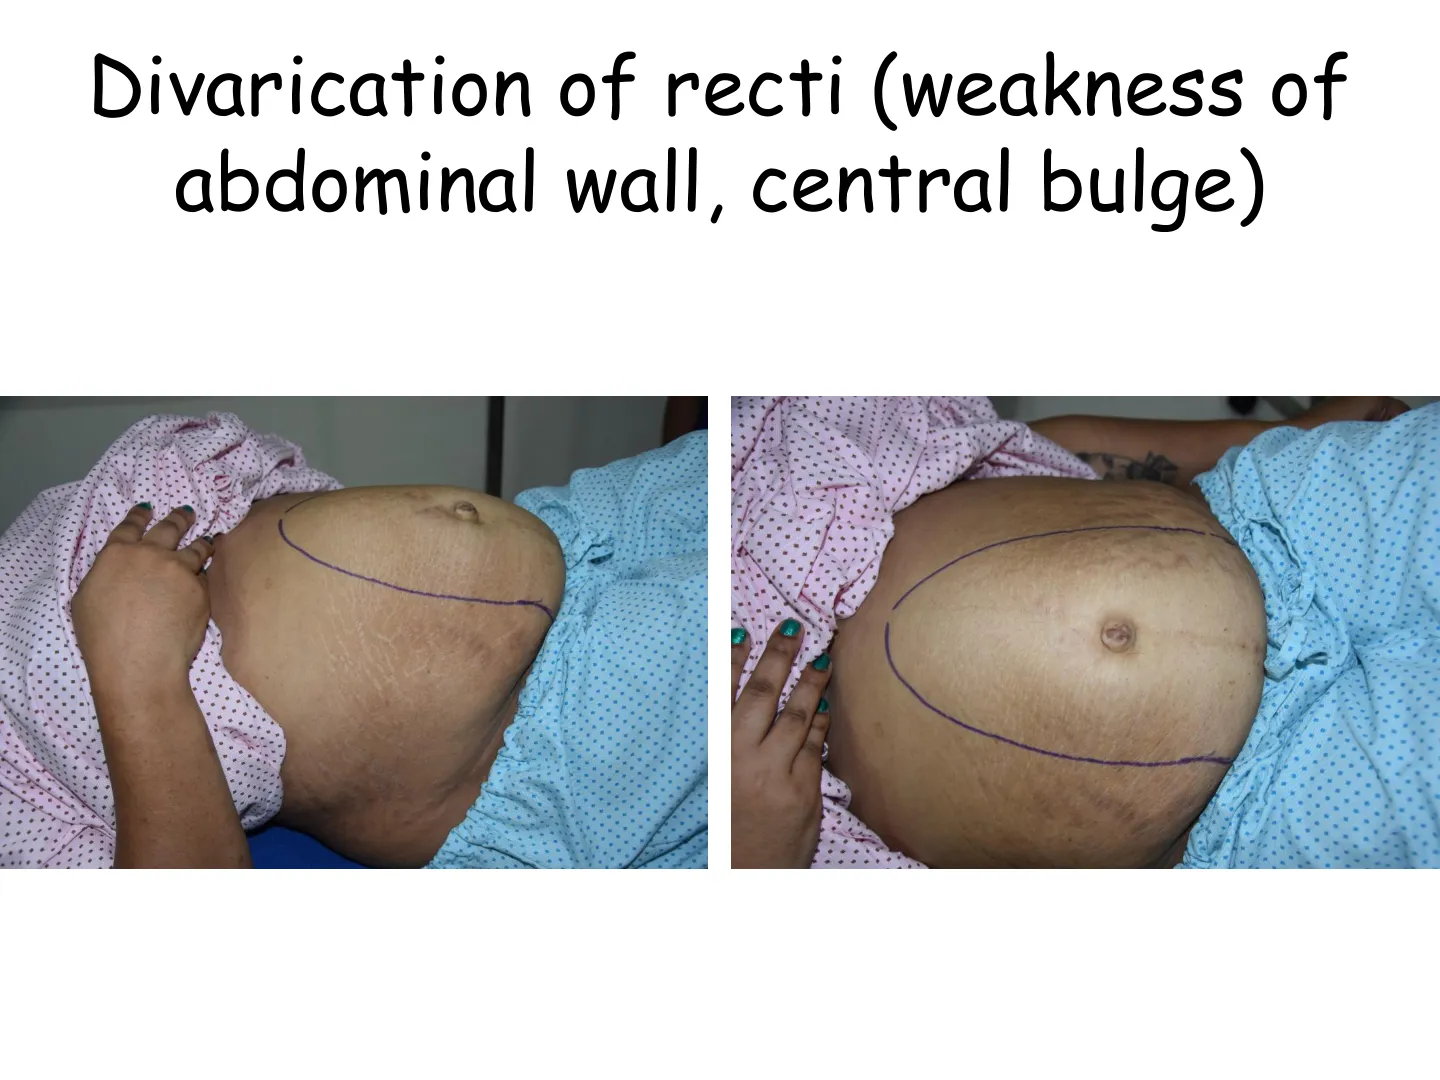 Divarication of recti (weakness of
abdominal wall, central bulge)